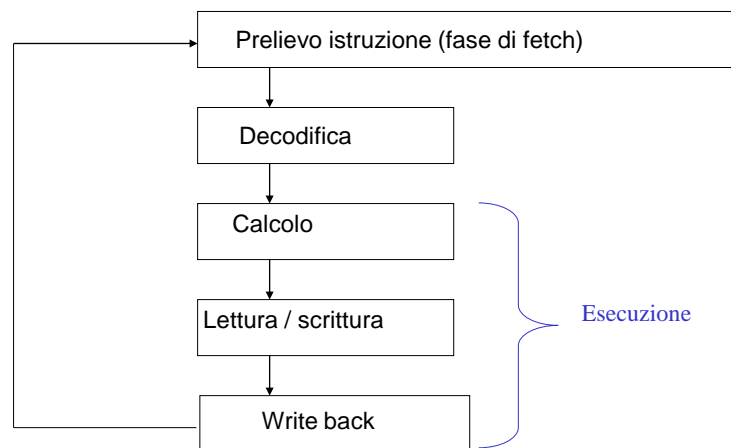 Prelievo istruzione (fase di fetch)
Decodifica
Calcolo
Lettura / scrittura
Esecuzione
Write back